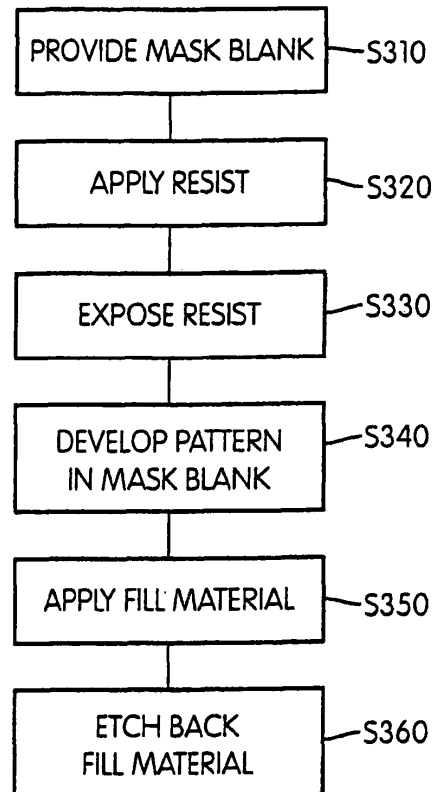 PROVIDE MASK BLANK S310
APPLY RESIST S320
EXPOSE RESIST S330
DEVELOP PATTERN S340
IN MASK BLANK
APPLY FILL MATERIAL S350
ETCH BACK S360
FILL MATERIAL